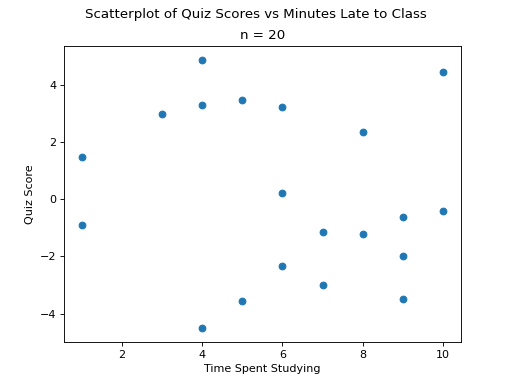 Scatterplot of Quiz Scores vs Minutes Late to Class
n = 20
4
2
0
−2
−4
Quiz Score
2 4 6 8 10
Time Spent Studying